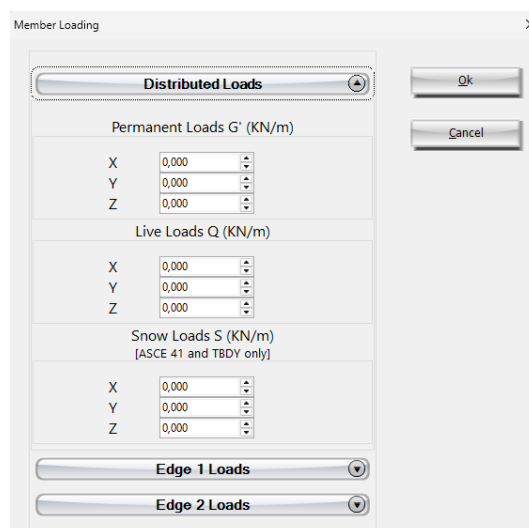 Member Loading
Distributed Loads
Ok
Permanent Loads G' (KN/m)
Cancel
X 0,000
Y 0,000
Z 0,000
Live Loads Q (KN/m)
X 0,000
Y 0,000
Z 0,000
Snow Loads S (KN/m)
[ASCE 41 and TBDY only]
X 0,000
Y 0,000
Z 0,000
Edge 1 Loads
Edge 2 Loads